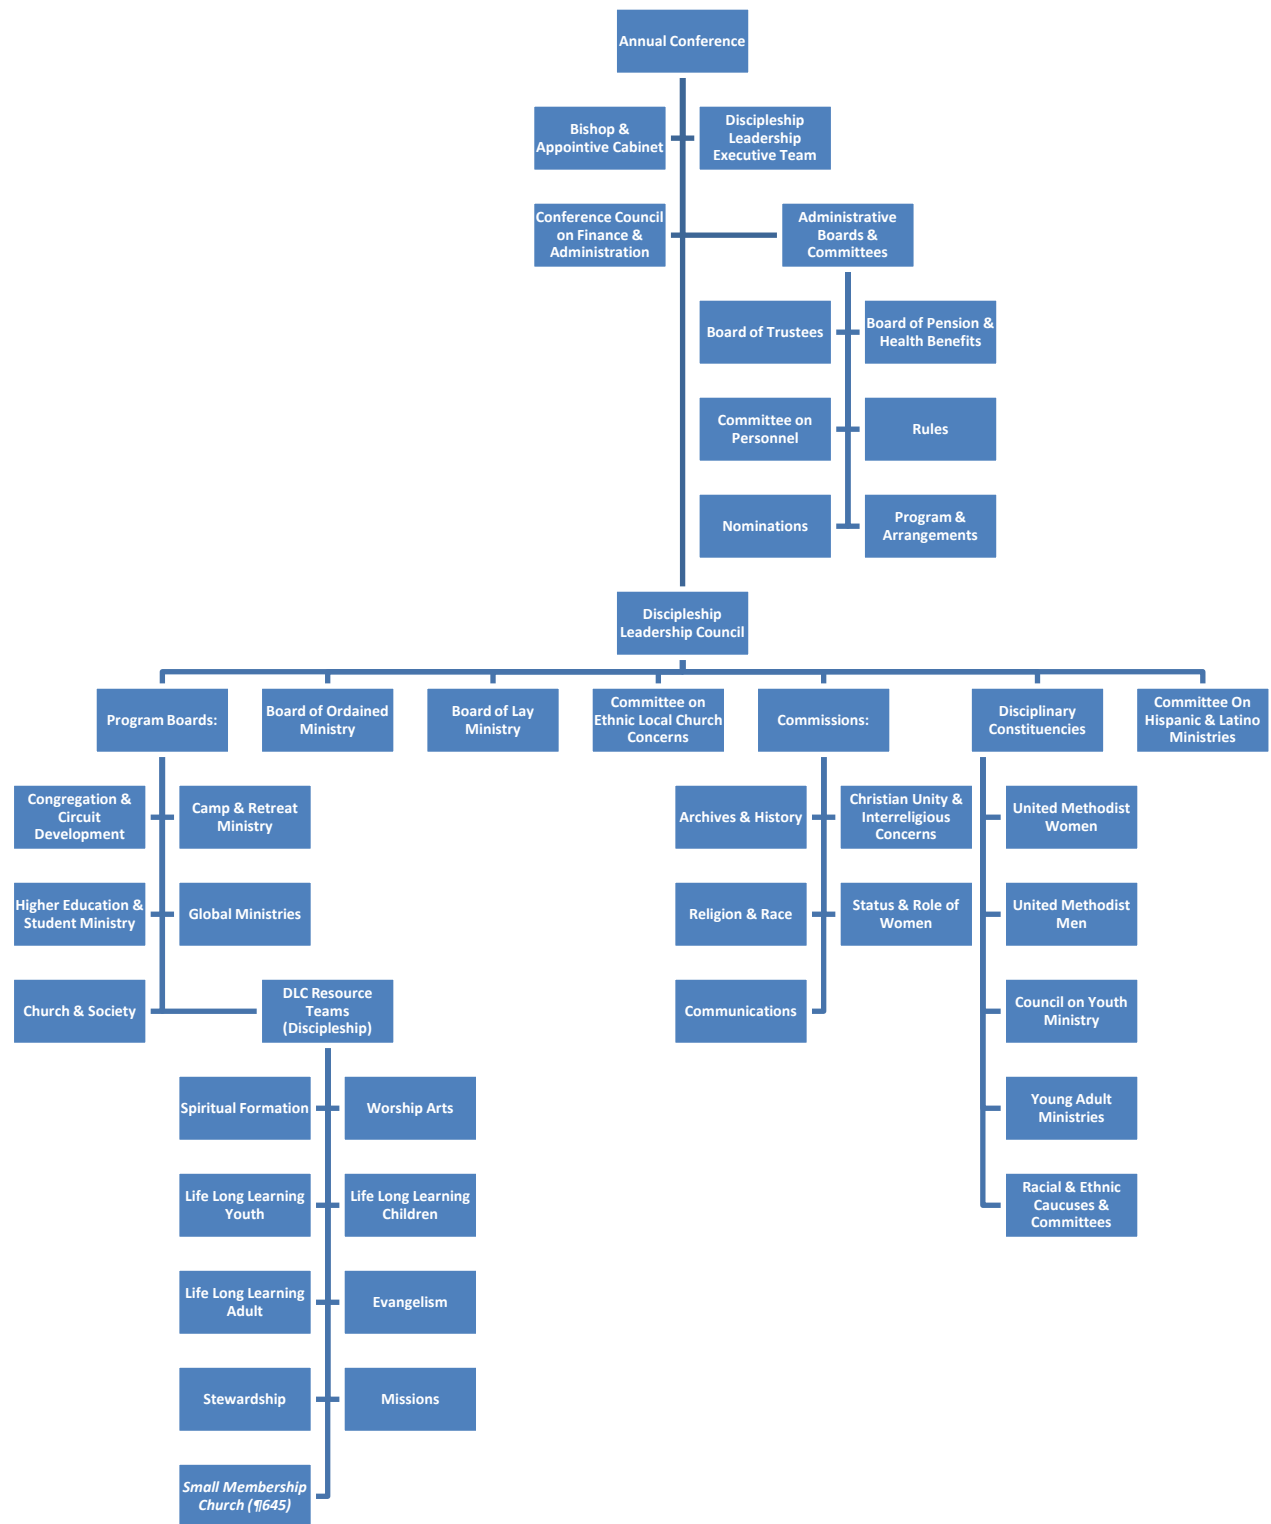 Annual Conference
Bishop &
Appointive Cabinet
Discipleship
Leadership
Executive Team
Conference Council
on Finance &
Administration
Administrative
Boards &
Committees
Board of Trustees
Board of Pension &
Health Benefits
Committee on
Personnel
Rules
Nominations
Program &
Arrangements
Discipleship
Leadership Council
Program Boards:
Board of Ordained
Ministry
Board of Lay
Ministry
Committee on
Ethnic Local Church
Concerns
Commissions:
Disciplinary
Constituencies
Committee On
Hispanic & Latino
Ministries
Congregation &
Circuit
Development
Camp & Retreat
Ministry
Archives & History
Christian Unity &
Interreligious
Concerns
United Methodist
Women
Higher Education &
Student Ministry
Global Ministries
Religion & Race
Status & Role of
Women
United Methodist
Men
Church & Society
DLC Resource
Teams
(Discipleship)
Communications
Council on Youth
Ministry
Spiritual Formation
Worship Arts
Young Adult
Ministries
Life Long Learning
Youth
Life Long Learning
Children
Racial & Ethnic
Caucuses &
Committees
Life Long Learning
Adult
Evangelism
Stewardship
Missions
Small Membership
Church (¶645)